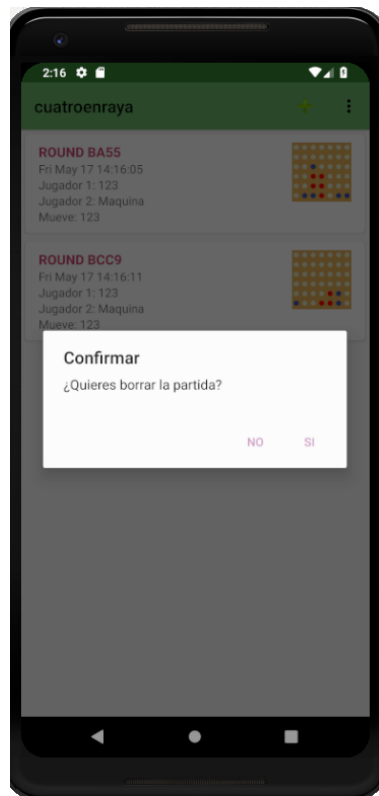 2:16
cuatroenraya
ROUND BA55
Fri May 17 14:16:05
Jugador 1: 123
Jugador 2: Maquina
Mueve: 123
ROUND BCC9
Fri May 17 14:16:11
Jugador 1: 123
Jugador 2: Maquina
Mueve: 123
Confirmar
¿Quieres borrar la partida?
NO SI